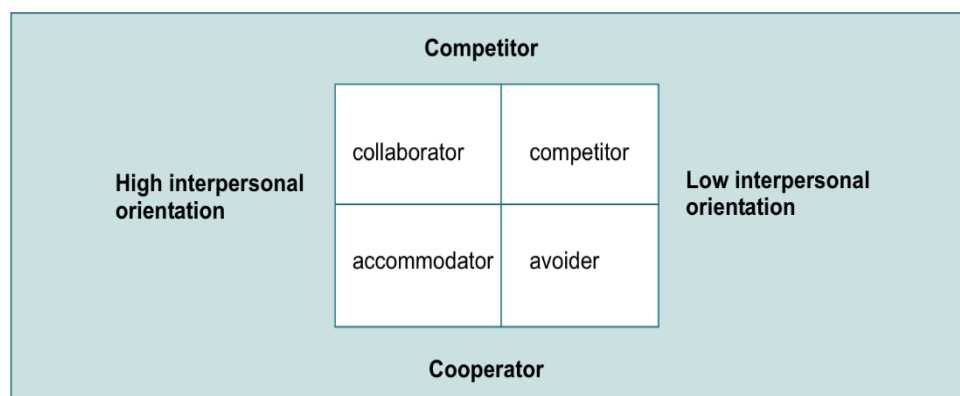 Competitor
collaborator
competitor
High interpersonal
orientation
Low interpersonal
orientation
accommodator
avoider
Cooperator